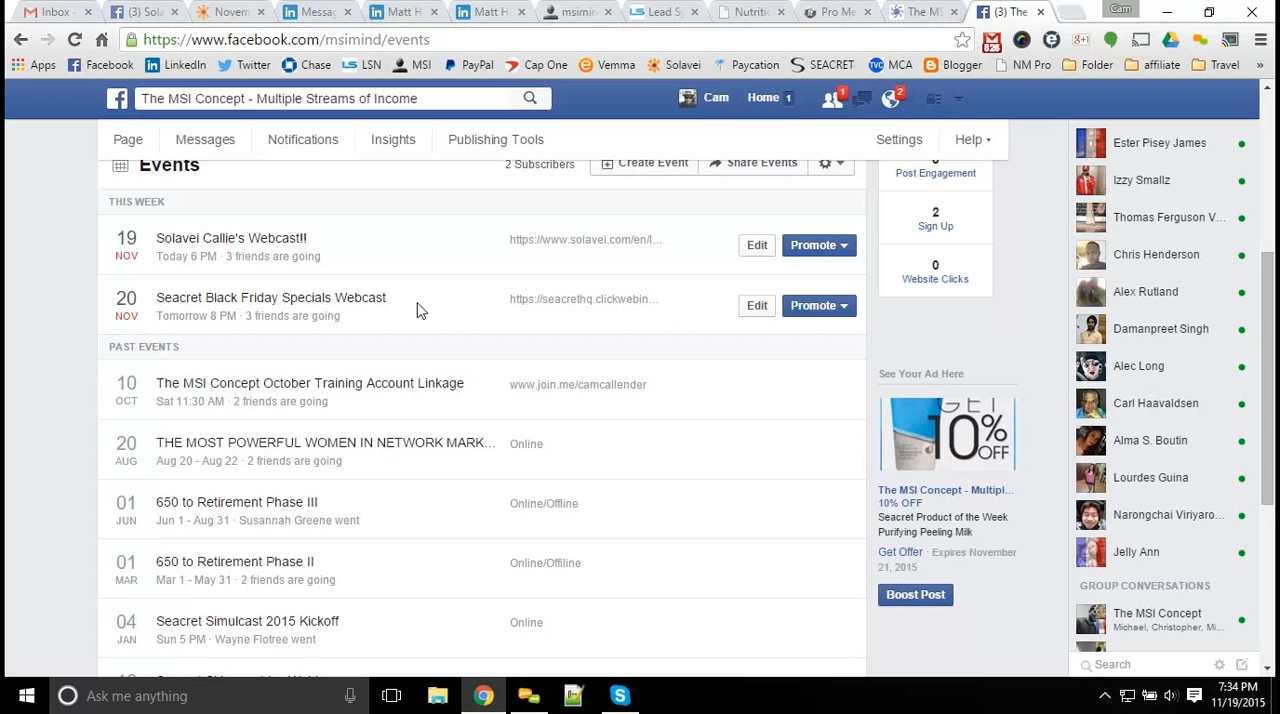 Inbox -
(3) Sola
Novem
Messag
Matt H
Matt Hu
msimin
Lead Sy
Nutritic
Pro Me
The MS
(3) The
Cam
https://www.facebook.com/msimind/events
826
Apps Facebook LinkedIn Twitter Chase LSN MSI PayPal Cap One Vemma Solavei Paycation SEACRET MCA Blogger NM Pro Folder affiliate Travel »
The MSI Concept - Multiple Streams of Income
Cam Home 1 1 2
Page Messages Notifications Insights Publishing Tools Settings Help
Events 2 Subscribers Create Event Share Events
THIS WEEK
19 Solavei Callie's Webcast!! https://www.solavei.com/en/l... Edit Promote
NOV Today 6 PM · 3 friends are going
20 Seacret Black Friday Specials Webcast https://seacrethq.clickwebin... Edit Promote
NOV Tomorrow 8 PM · 3 friends are going
PAST EVENTS
10 The MSI Concept October Training Account Linkage www.join.me/camcallender
OCT Sat 11:30 AM · 2 friends are going
20 THE MOST POWERFUL WOMEN IN NETWORK MARK... Online
AUG Aug 20 - Aug 22 · 2 friends are going
01 650 to Retirement Phase III Online/Offline
JUN Jun 1 - Aug 31 · Susannah Greene went
01 650 to Retirement Phase II Online/Offline
MAR Mar 1 - May 31 · 2 friends are going
04 Seacret Simulcast 2015 Kickoff Online
JAN Sun 5 PM · Wayne Flotree went
Post Engagement
2
Sign Up
0
Website Clicks
See Your Ad Here
GET
10% OFF
The MSI Concept - Multipl...
10% OFF
Seacret Product of the Week
Purifying Peeling Milk
Get Offer · Expires November
21, 2015
Boost Post
Ester Pisey James
Izzy Smallz
Thomas Ferguson V...
Chris Henderson
Alex Rutland
Damanpreet Singh
Alec Long
Carl Haavaldsen
Alma S. Boutin
Lourdes Guina
Narongchai Viriyaro...
Jelly Ann
GROUP CONVERSATIONS
The MSI Concept
Michael, Christopher, Mi...
Search
Ask me anything
7:34 PM
11/19/2015